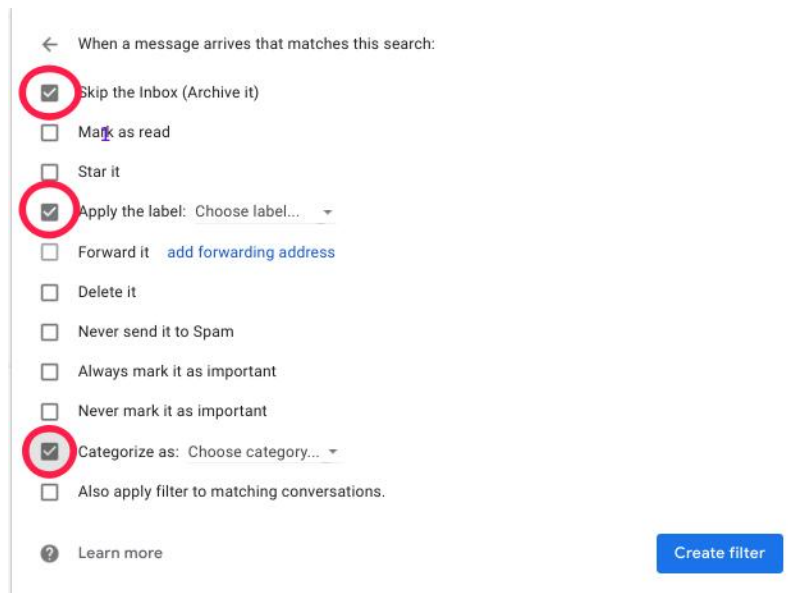 When a message arrives that matches this search:
Skip the Inbox (Archive it)
Mark as read
1
Star it
Apply the label: Choose label...
Forward it add forwarding address
Delete it
Never send it to Spam
Always mark it as important
Never mark it as important
Categorize as: Choose category...
Also apply filter to matching conversations.
? Learn more
Create filter